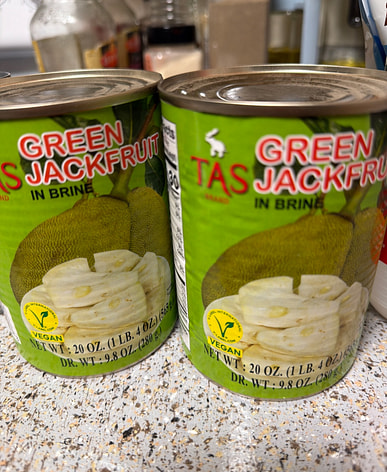 GREEN
JACKFRUIT
IN BRINE
TAS
BRAND
GREEN
JACKFRU
IN BRINE
VEGAN
NET WT : 20 OZ. (1 LB. 4 OZ)
DR. WT : 9.8 OZ. (280
VEGAN
NET WT : 20 OZ. (1 LB. 4 OZ)
DR. WT : 9.8 OZ. (280